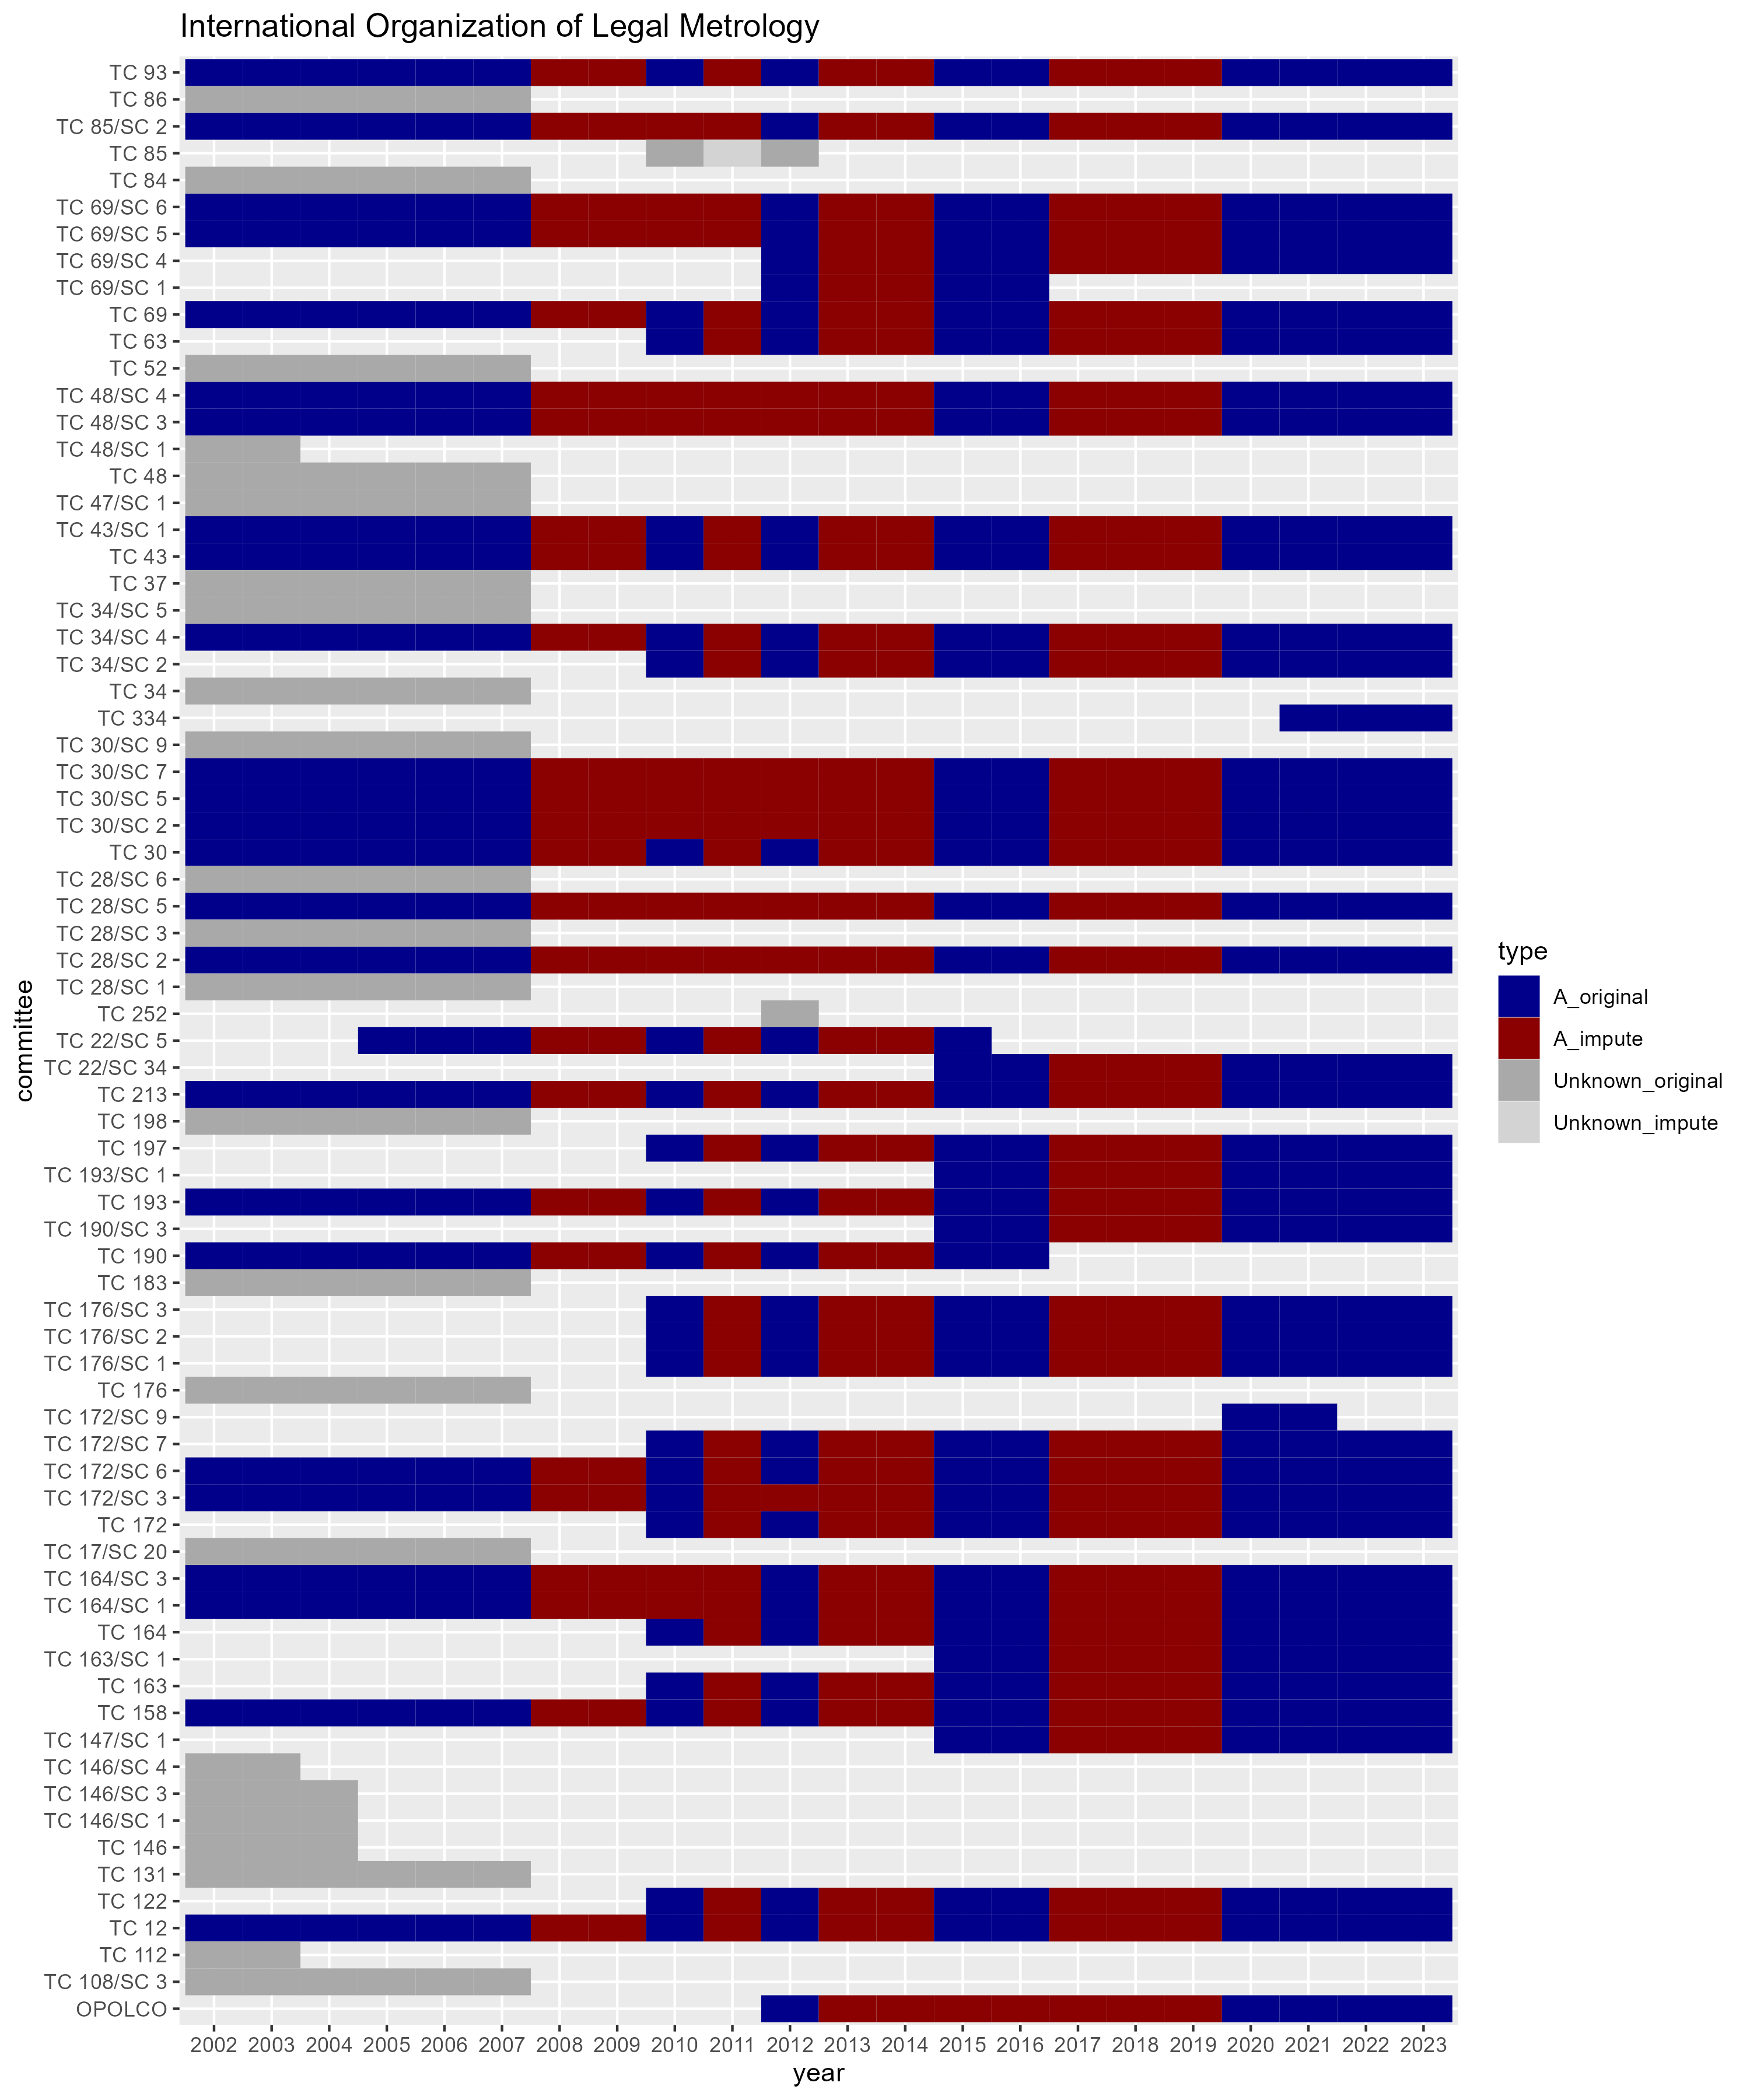 International Organization of Legal Metrology
TC 93
TC 86
TC 85/SC 2
TC 85
TC 84
TC 69/SC 6
TC 69/SC 5
TC 69/SC 4
TC 69/SC 1
TC 69
TC 63
TC 52
TC 48/SC 4
TC 48/SC 3
TC 48/SC 1
TC 48
TC 47/SC 1
TC 43/SC 1
TC 43
TC 37
TC 34/SC 5
TC 34/SC 4
TC 34/SC 2
TC 34
TC 334
TC 30/SC 9
TC 30/SC 7
TC 30/SC 5
TC 30/SC 2
TC 30
TC 28/SC 6
TC 28/SC 5
TC 28/SC 3
TC 28/SC 2
TC 28/SC 1
TC 252
TC 22/SC 5
TC 22/SC 34
TC 213
TC 198
TC 197
TC 193/SC 1
TC 193
TC 190/SC 3
TC 190
TC 183
TC 176/SC 3
TC 176/SC 2
TC 176/SC 1
TC 176
TC 172/SC 9
TC 172/SC 7
TC 172/SC 6
TC 172/SC 3
TC 172
TC 17/SC 20
TC 164/SC 3
TC 164/SC 1
TC 164
TC 163/SC 1
TC 163
TC 158
TC 147/SC 1
TC 146/SC 4
TC 146/SC 3
TC 146/SC 1
TC 146
TC 131
TC 122
TC 12
TC 112
TC 108/SC 3
OPOLCO
committee
2002 2003 2004 2005 2006 2007 2008 2009 2010 2011 2012 2013 2014 2015 2016 2017 2018 2019 2020 2021 2022 2023
year
type
A_original
A_impute
Unknown_original
Unknown_impute